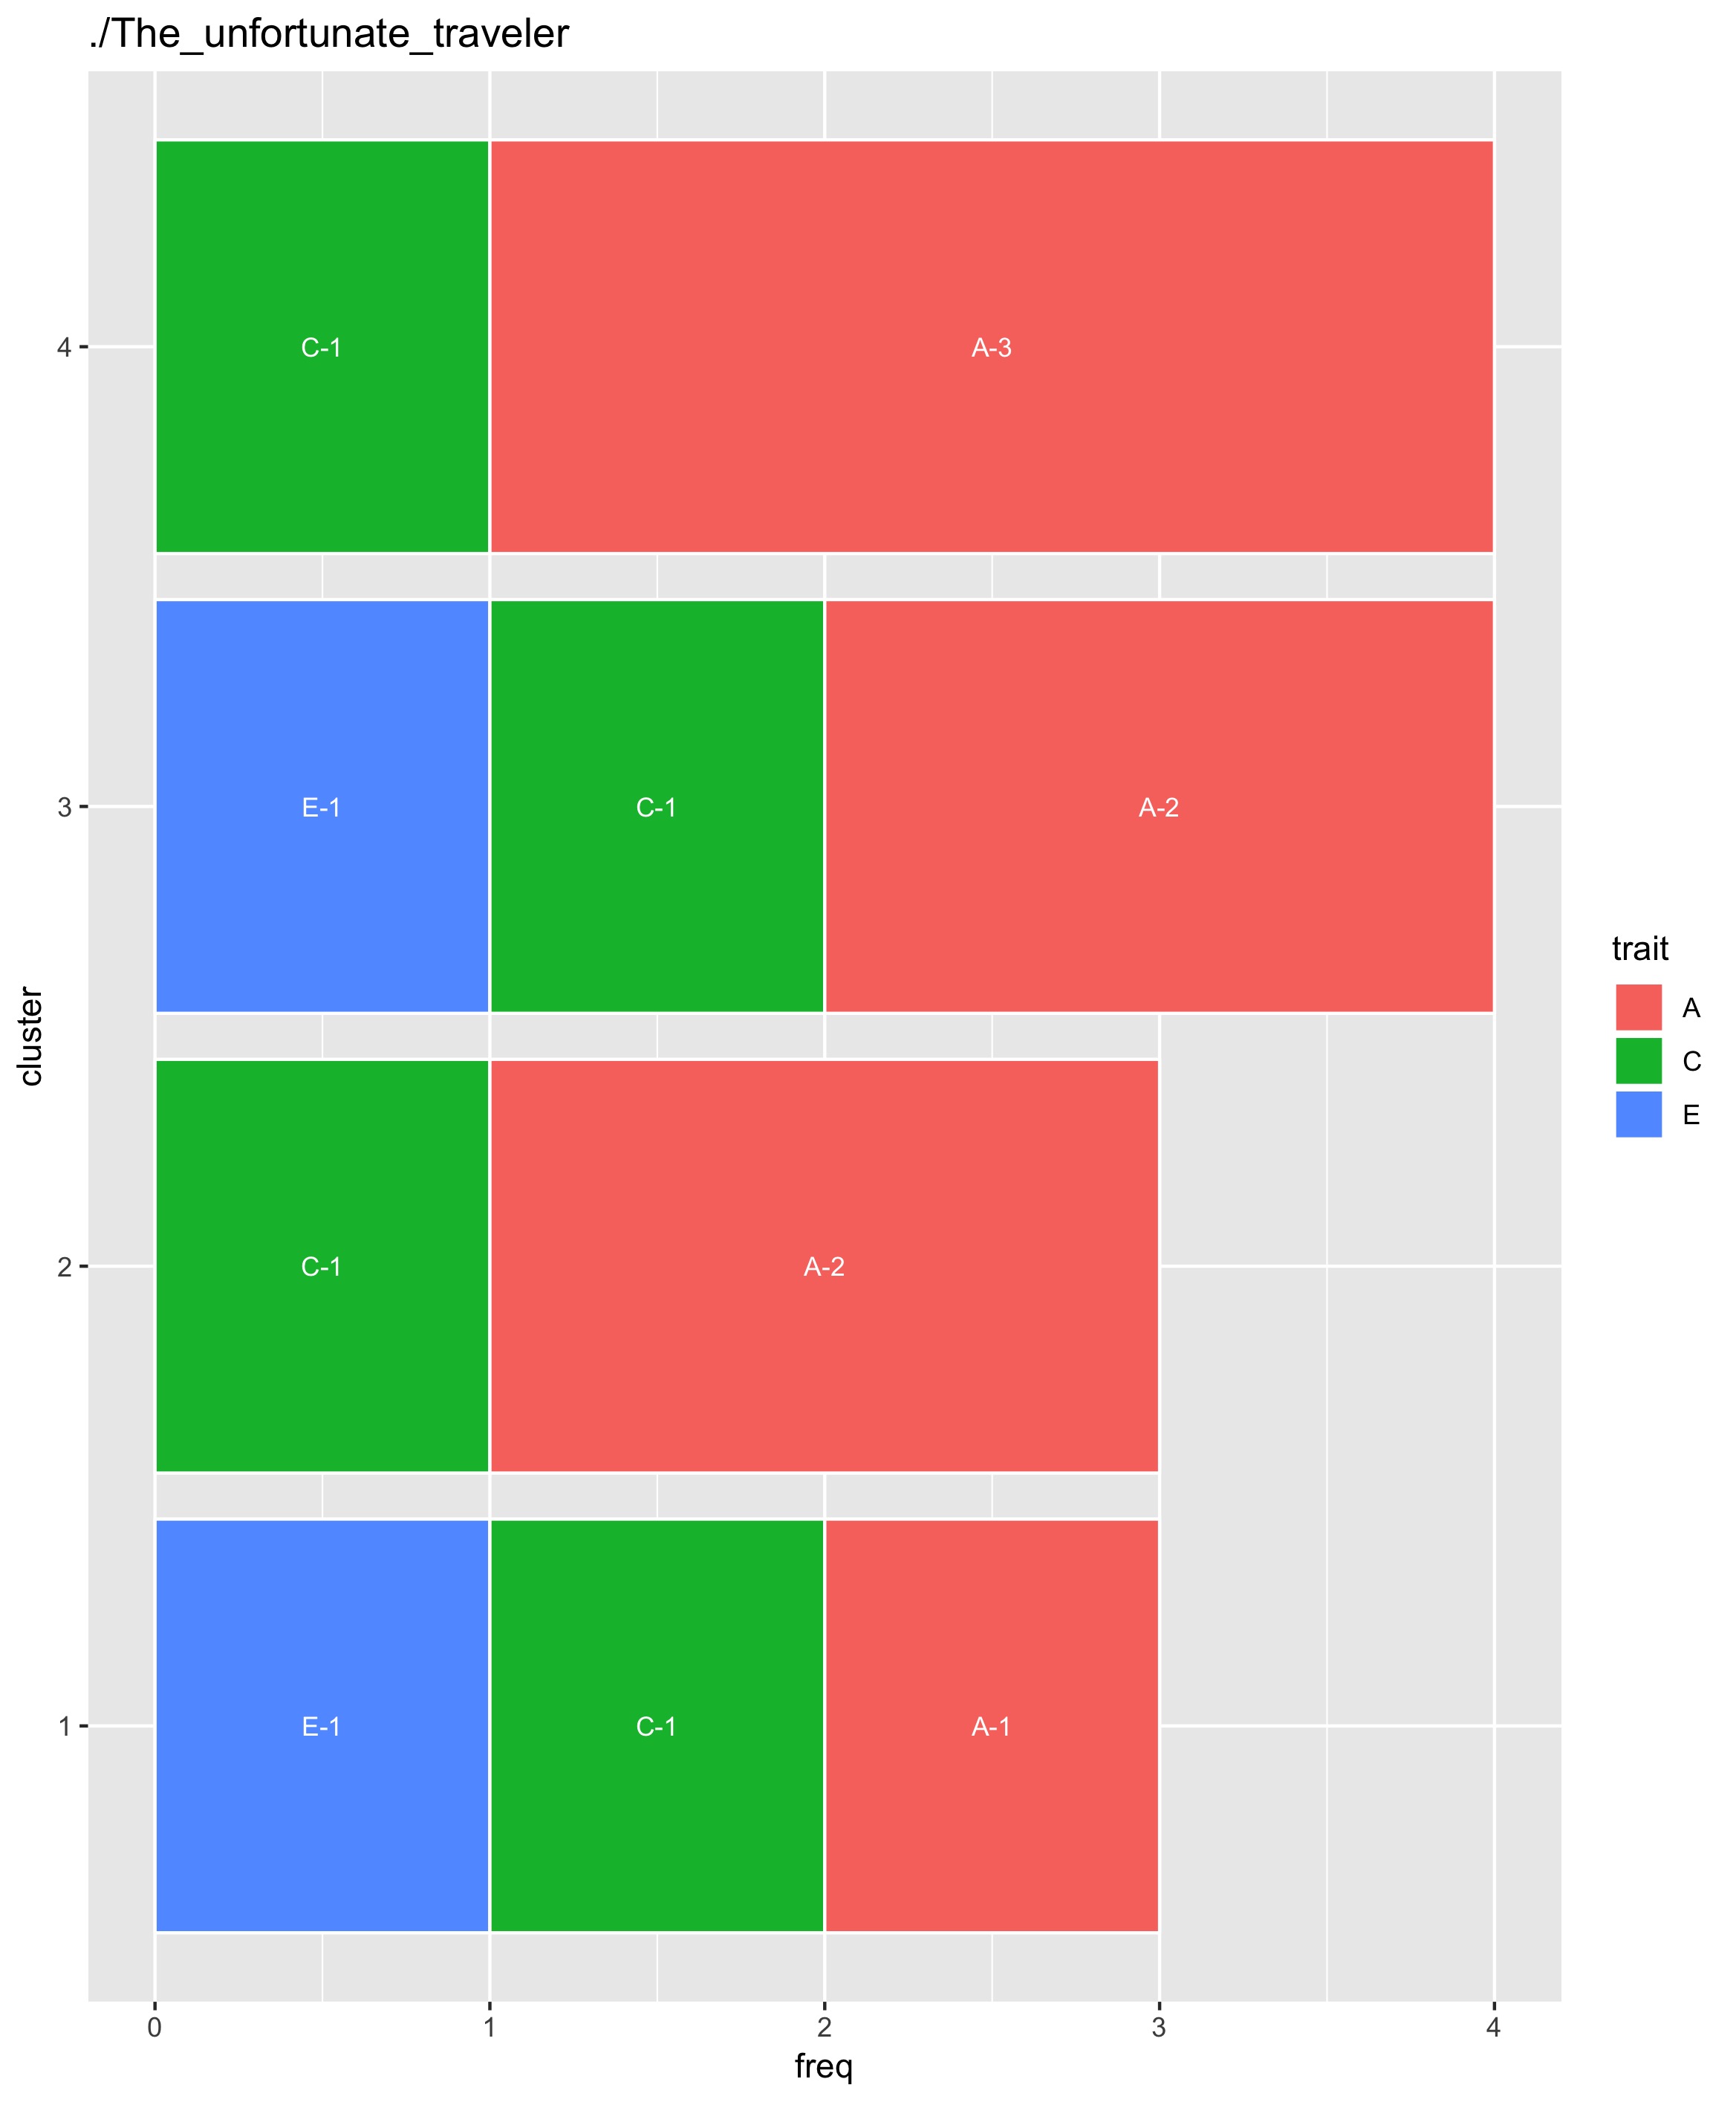 ./The_unfortunate_traveler
4
C-1 A-3
3
E-1 C-1 A-2
cluster
2
C-1 A-2
1
E-1 C-1 A-1
0 1 2 3 4
freq
trait
A
C
E